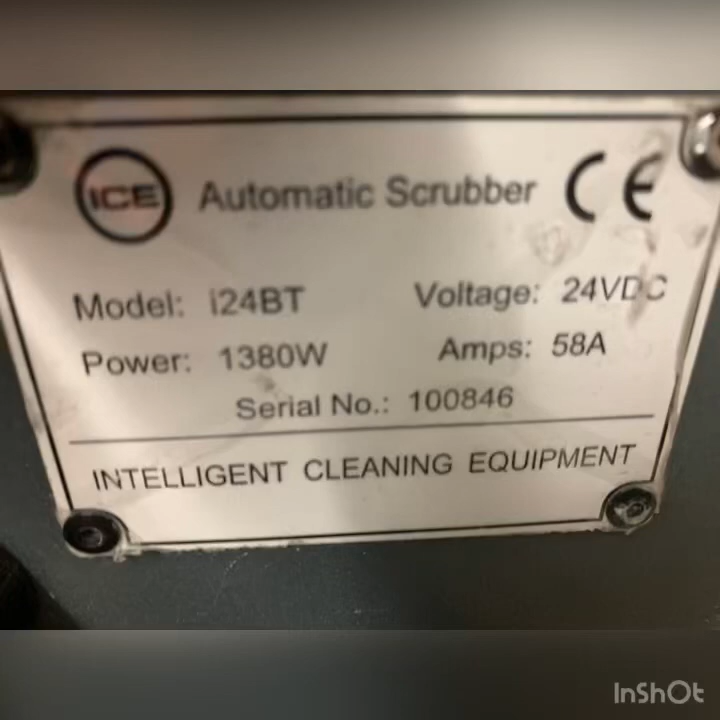 ICE Automatic Scrubber CE
Model: i24BT Voltage: 24VDC
Power: 1380W Amps: 58A
Serial No.: 100846
INTELLIGENT CLEANING EQUIPMENT
InShOt